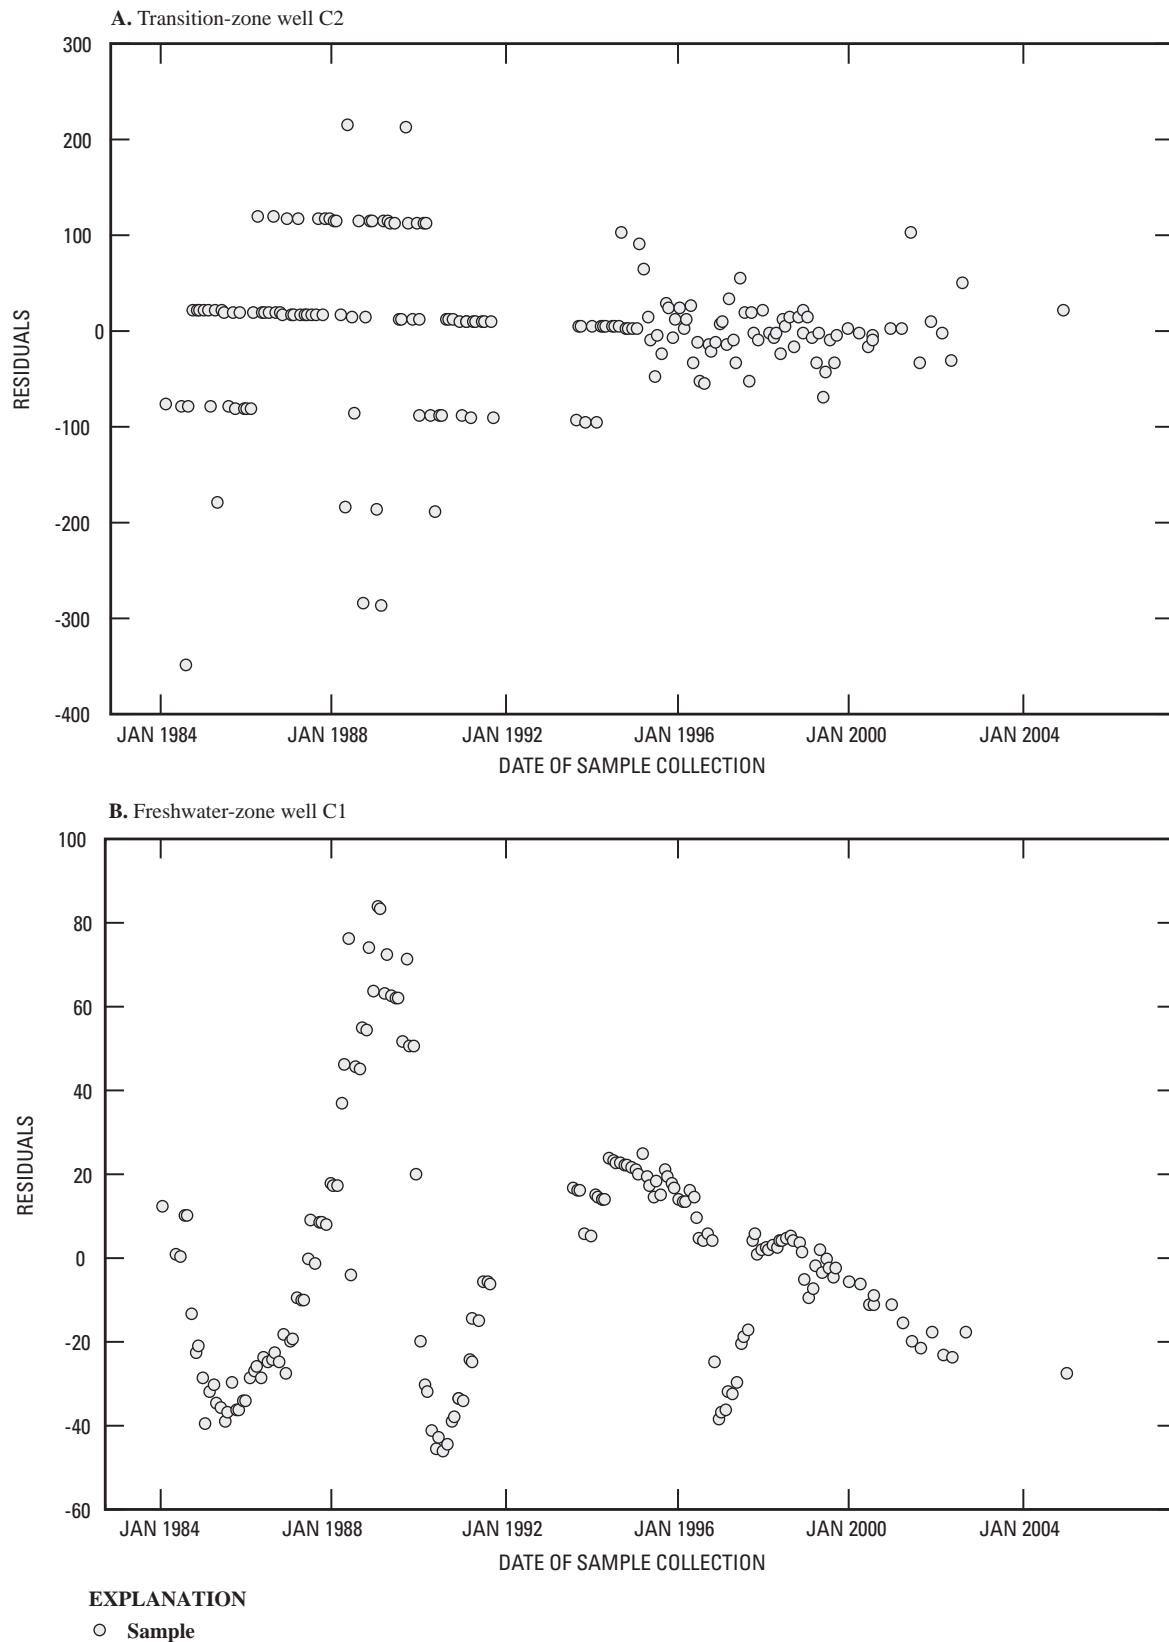 A. Transition-zone well C2
300
200
100
0
-100
-200
-300
-400
RESIDUALS
JAN 1984 JAN 1988 JAN 1992 JAN 1996 JAN 2000 JAN 2004
DATE OF SAMPLE COLLECTION
B. Freshwater-zone well C1
100
80
60
40
20
0
-20
-40
-60
RESIDUALS
JAN 1984 JAN 1988 JAN 1992 JAN 1996 JAN 2000 JAN 2004
DATE OF SAMPLE COLLECTION
EXPLANATION
Sample